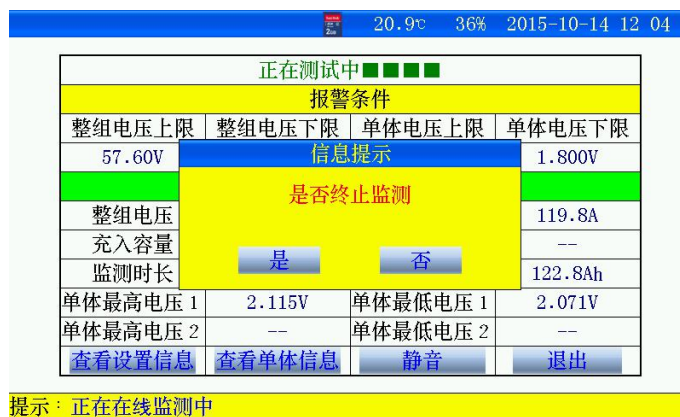 20.9℃ 36% 2015-10-14 12 04
正在测试中■■■■
报警条件
整组电压上限 整组电压下限 单体电压上限 单体电压下限
57.60V 信息提示 1.800V
是否终止监测
整组电压 119.8A
充入容量 --
是 否
监测时长 122.8Ah
单体最高电压1 2.115V 单体最低电压1 2.071V
单体最高电压2 -- 单体最低电压2 --
查看设置信息 查看单体信息 静音 退出
提示：正在在线监测中